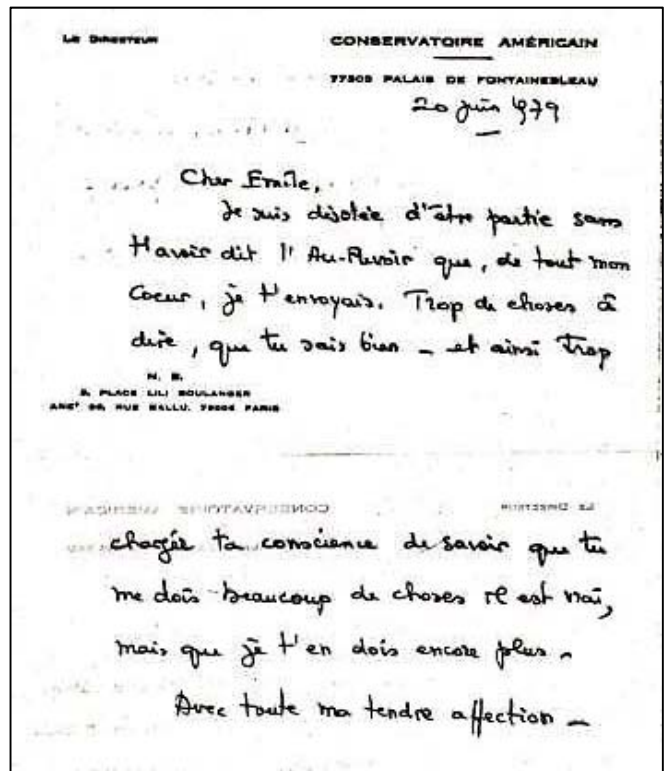 LE DIRECTEUR
CONSERVATOIRE AMÉRICAIN
77305 PALAIS DE FONTAINEBLEAU
20 juin 1979
Cher Emile,
Je suis désolée d'être partie sans
t'avoir dit l'Au-Revoir que, de tout mon
Coeur, je t'envoyais. Trop de choses à
dire, que tu sais bien - et ainsi trop
N. B.
3, PLACE LILI BOULANGER
ANCT 36, RUE BALLU. PARIS
LE DIRECTEUR
CONSERVATOIRE AMÉRICAIN
ta conscience de savoir que tu
me dois beaucoup de choses il est vrai,
mais que je t'en dois encore plus -
Avec toute ma tendre affection -